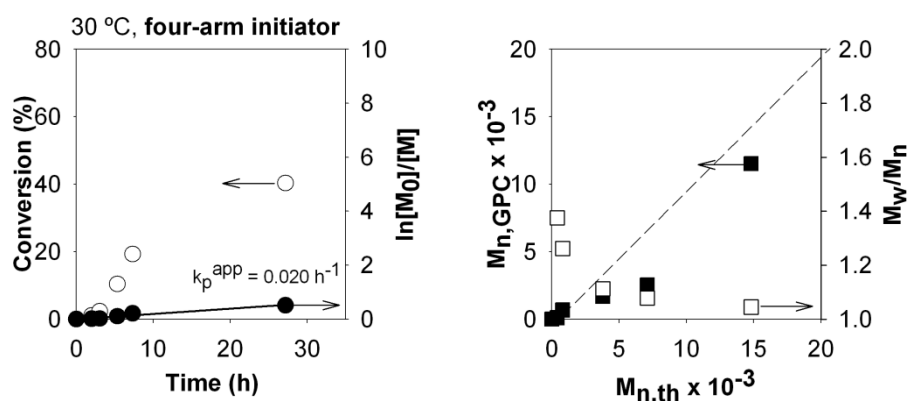 30 ºC, four-arm initiator
80
60
40
20
0
Conversion (%)
10
8
6
4
2
0
ln[M₀]/[M]
kₚᵃᵖᵖ = 0.020 h⁻¹
0 10 20 30
Time (h)
20
15
10
5
0
Mn,GPC x 10⁻³
2.0
1.8
1.6
1.4
1.2
1.0
Mw/Mn
0 5 10 15 20
Mn,th x 10⁻³